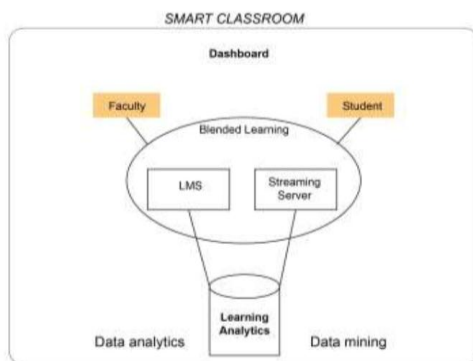 SMART CLASSROOM
Dashboard
Faculty
Student
Blended Learning
LMS
Streaming
Server
Learning
Analytics
Data analytics
Data mining